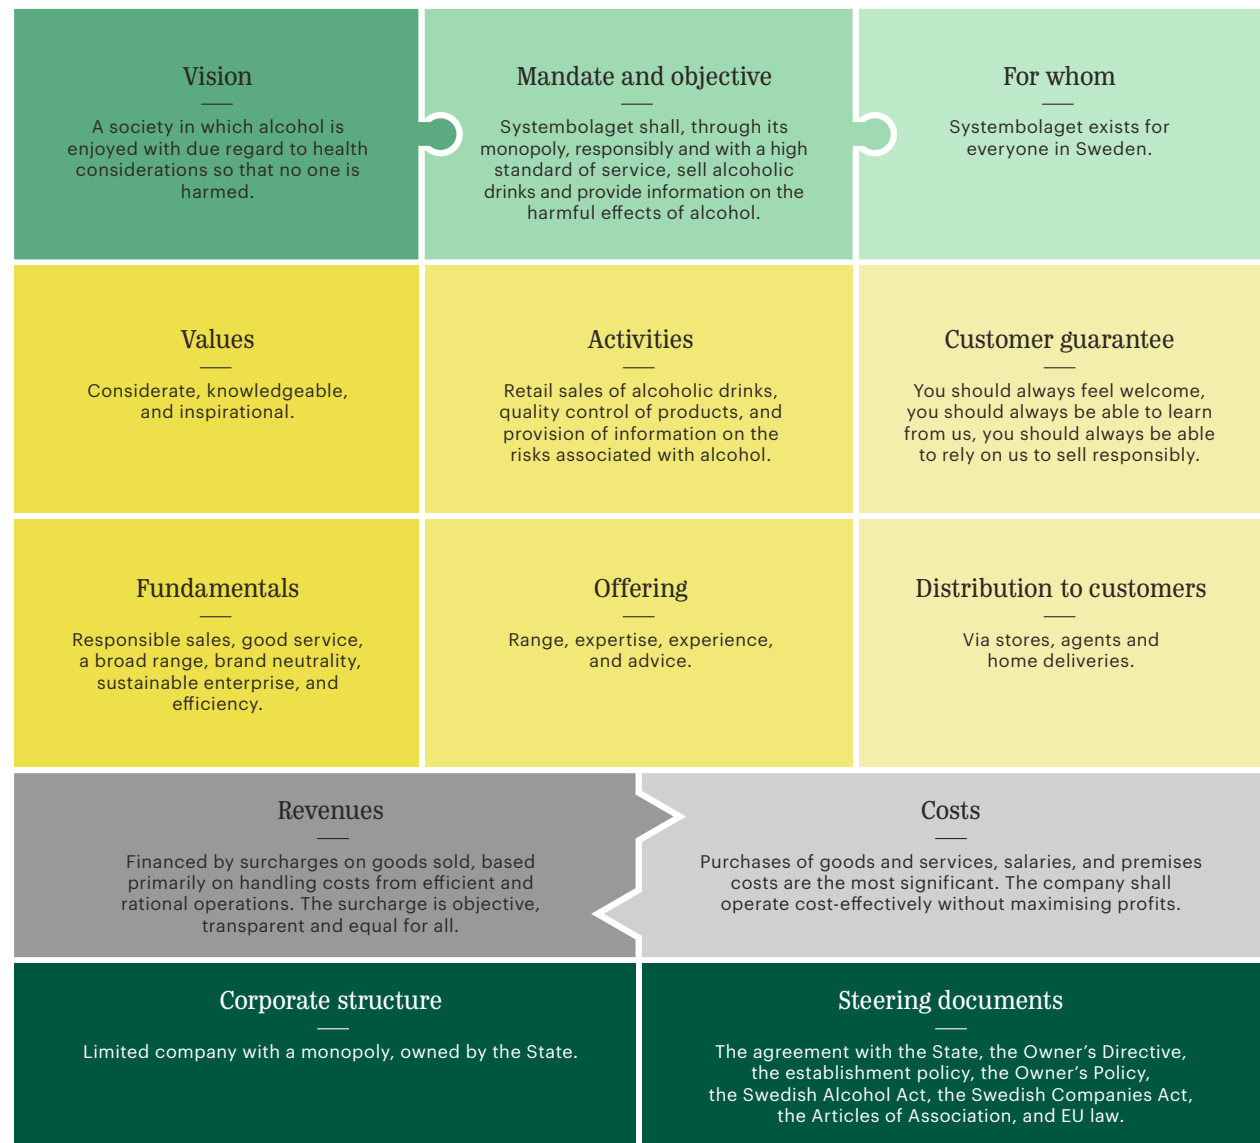 Vision
A society in which alcohol is
enjoyed with due regard to health
considerations so that no one is
harmed.
Mandate and objective
Systembolaget shall, through its
monopoly, responsibly and with a high
standard of service, sell alcoholic
drinks and provide information on the
harmful effects of alcohol.
For whom
Systembolaget exists for
everyone in Sweden.
Values
Considerate, knowledgeable,
and inspirational.
Activities
Retail sales of alcoholic drinks,
quality control of products, and
provision of information on the
risks associated with alcohol.
Customer guarantee
You should always feel welcome,
you should always be able to learn
from us, you should always be able
to rely on us to sell responsibly.
Fundamentals
Responsible sales, good service,
a broad range, brand neutrality,
sustainable enterprise, and
efficiency.
Offering
Range, expertise, experience,
and advice.
Distribution to customers
Via stores, agents and
home deliveries.
Revenues
Financed by surcharges on goods sold, based
primarily on handling costs from efficient and
rational operations. The surcharge is objective,
transparent and equal for all.
Costs
Purchases of goods and services, salaries, and premises
costs are the most significant. The company shall
operate cost-effectively without maximising profits.
Corporate structure
Limited company with a monopoly, owned by the State.
Steering documents
The agreement with the State, the Owner’s Directive,
the establishment policy, the Owner’s Policy,
the Swedish Alcohol Act, the Swedish Companies Act,
the Articles of Association, and EU law.